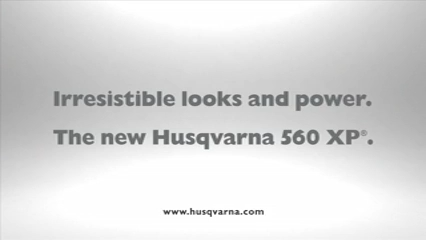 Irresistible looks and power.
The new Husqvarna 560 XP®.
www.husqvarna.com